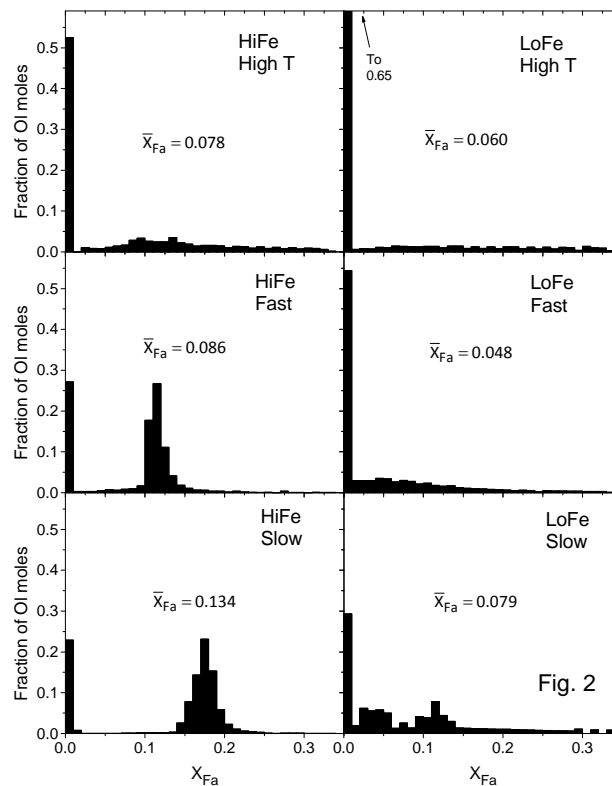 HiFe
High T
X̅Fa = 0.078
Fraction of Ol moles
0.5
0.4
0.3
0.2
0.1
0.0
LoFe
High T
To
0.65
X̅Fa = 0.060
HiFe
Fast
X̅Fa = 0.086
Fraction of Ol moles
0.5
0.4
0.3
0.2
0.1
0.0
LoFe
Fast
X̅Fa = 0.048
HiFe
Slow
X̅Fa = 0.134
Fraction of Ol moles
0.5
0.4
0.3
0.2
0.1
0.0
0.0 0.1 0.2 0.3
XFa
LoFe
Slow
X̅Fa = 0.079
Fig. 2
0.0 0.1 0.2 0.3
XFa